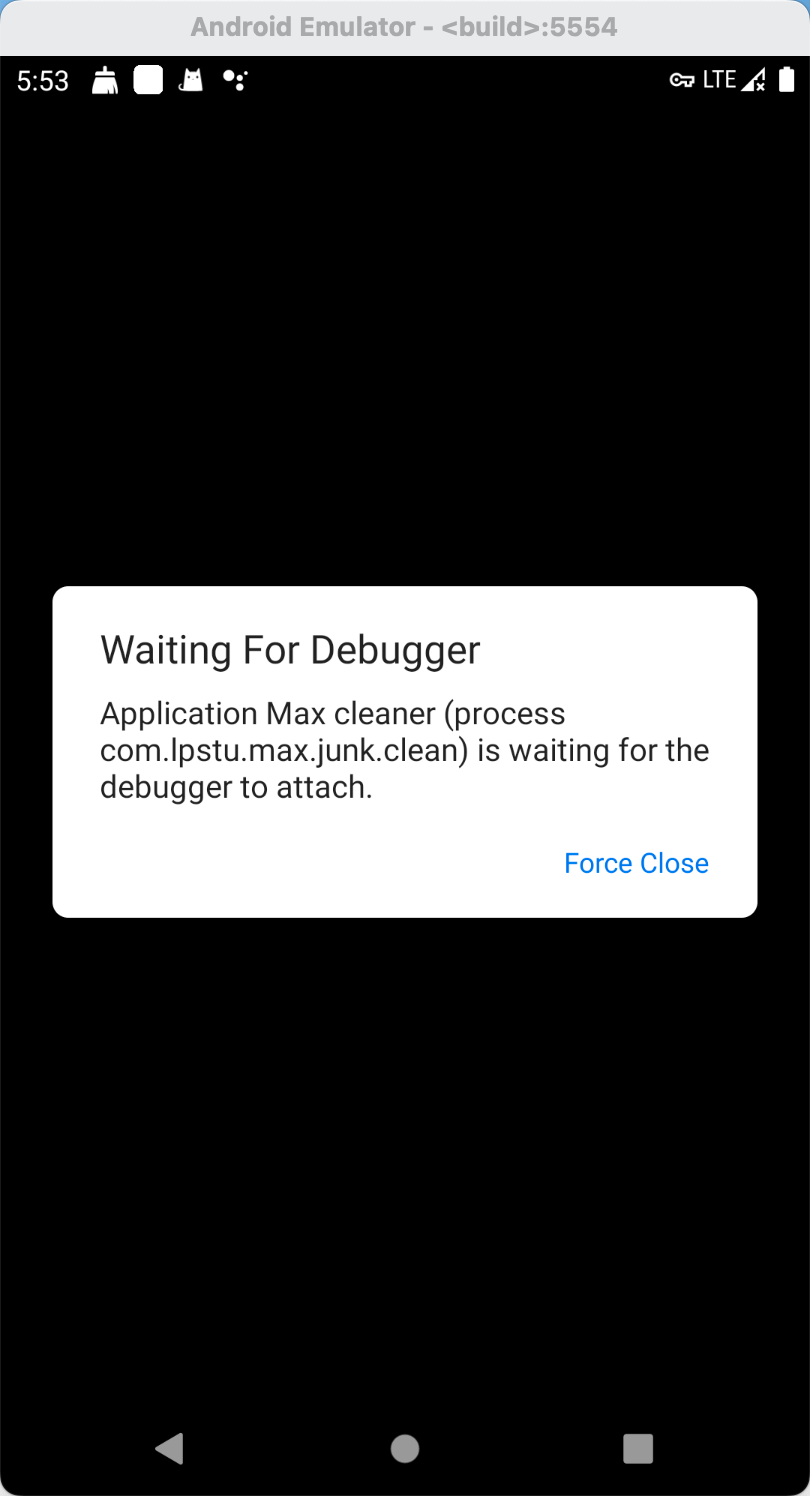 Android Emulator - <build>:5554
5:53 LTE
Waiting For Debugger
Application Max cleaner (process
com.lpstu.max.junk.clean) is waiting for the
debugger to attach.
Force Close